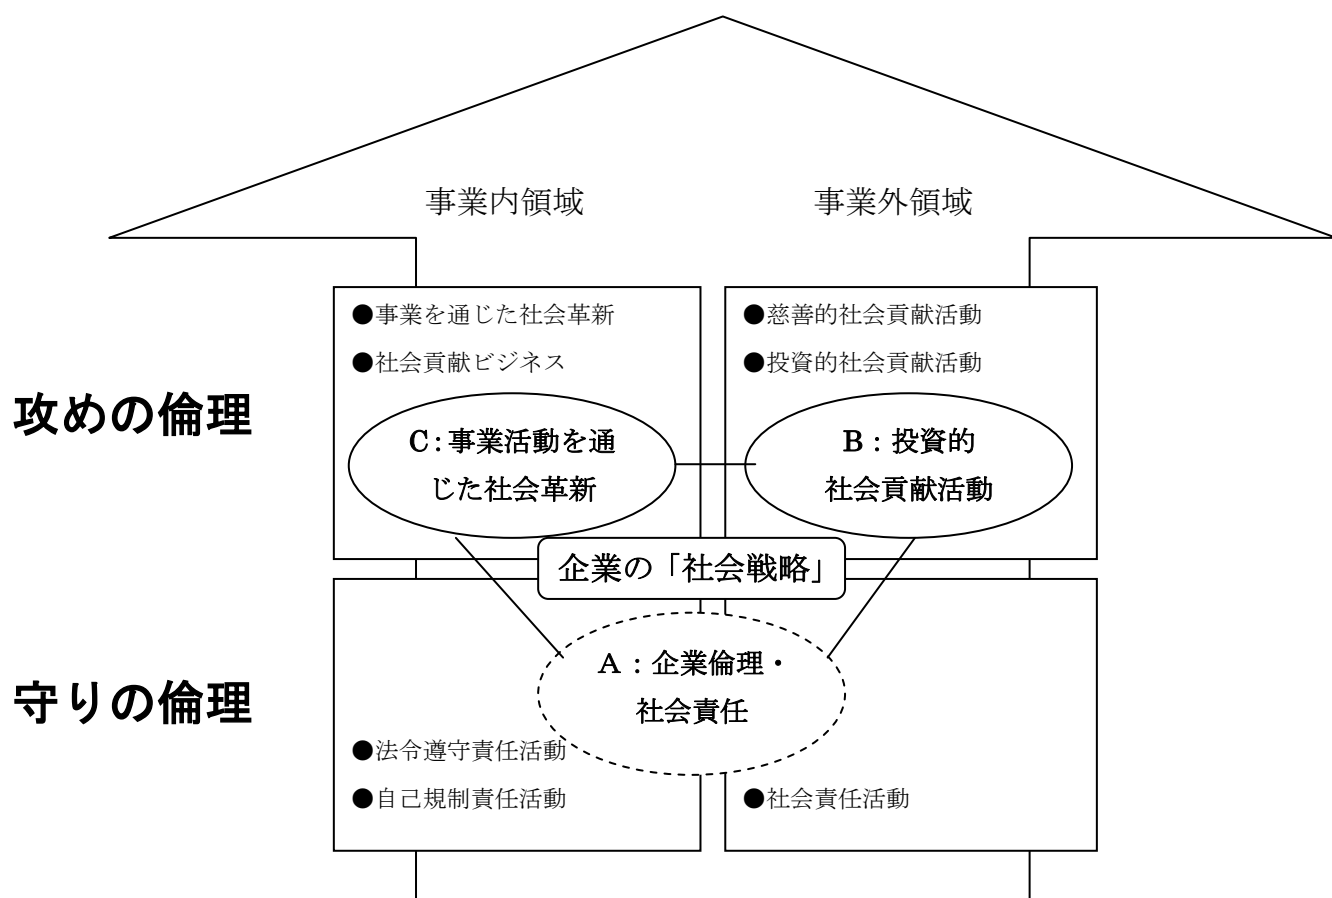 事業内領域
事業外領域
攻めの倫理
●事業を通じた社会革新
●社会貢献ビジネス
C：事業活動を通
じた社会革新
●慈善的社会貢献活動
●投資的社会貢献活動
B：投資的
社会貢献活動
企業の「社会戦略」
守りの倫理
A：企業倫理・
社会責任
●法令遵守責任活動
●自己規制責任活動
●社会責任活動